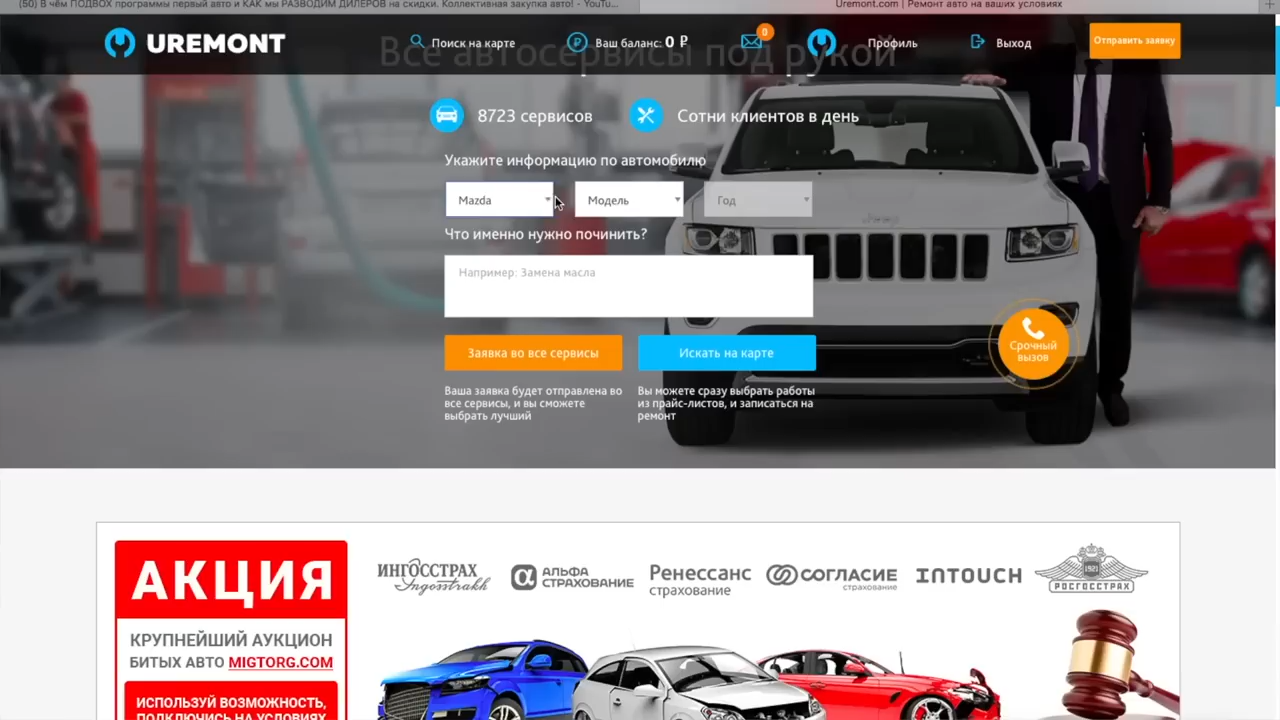 (50) В чём ПОДВОХ программы первый авто и КАК мы РАЗВОДИМ ДИЛЕРОВ на скидки. Коллективная закупка авто! - YouTu...
Uremont.com | Ремонт авто на ваших условиях
UREMONT
Поиск на карте
Ваш баланс: 0 ₽
0
Профиль
Выход
Отправить заявку
Все автосервисы под рукой
8723 сервисов
Сотни клиентов в день
Укажите информацию по автомобилю
Mazda
Модель
Год
Что именно нужно починить?
Например: Замена масла
Заявка во все сервисы
Искать на карте
Ваша заявка будет отправлена во
все сервисы, и вы сможете
выбрать лучший
Вы можете сразу выбрать работы
из прайс-листов, и записаться на
ремонт
Jeep
Срочный
вызов
АКЦИЯ
КРУПНЕЙШИЙ АУКЦИОН
БИТЫХ АВТО MIGTORG.COM
ИСПОЛЬЗУЙ ВОЗМОЖНОСТЬ,
ПОДКЛЮЧИСЬ НА УСЛОВИЯХ
ИНГОССТРАХ
Ingosstrakh
АЛЬФА
СТРАХОВАНИЕ
Ренессанс
страхование
СОГЛАСИЕ
страхование
INTOUCH
1921
РОСГОССТРАХ